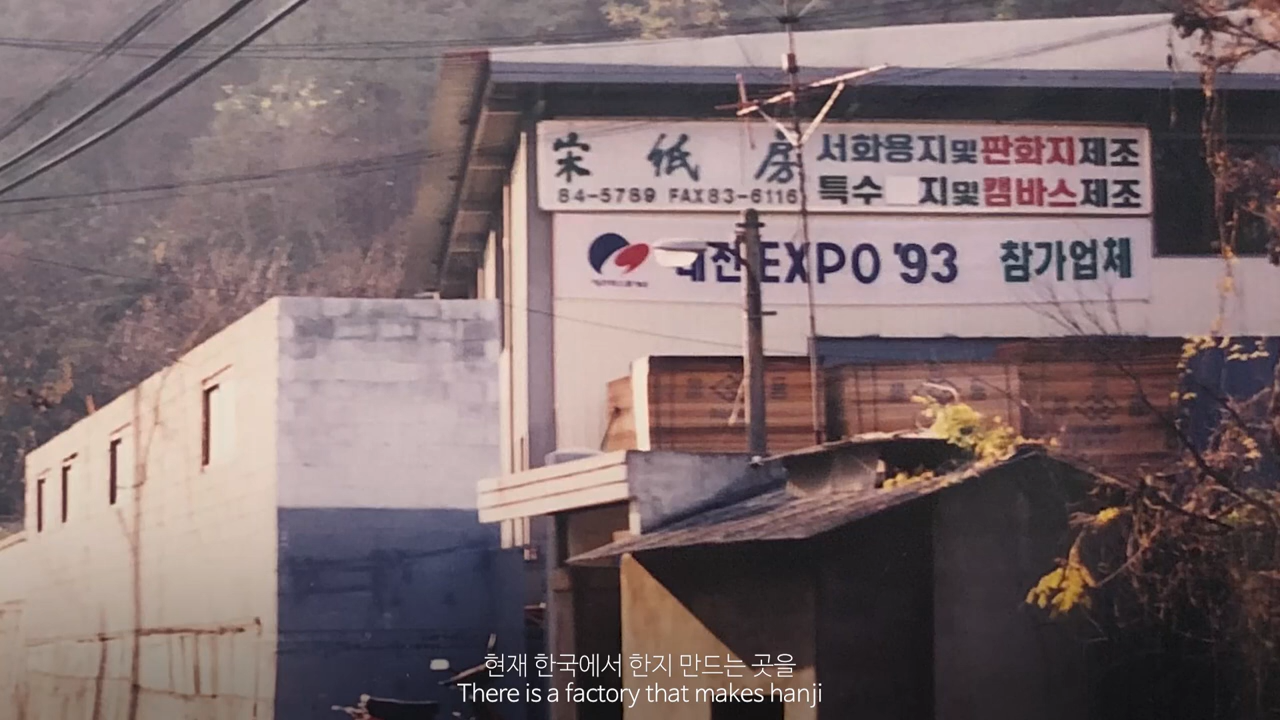 宋 紙 房
84-5789 FAX83-6116
서화용지및판화지제조
특수 지및캠바스제조
EXPO '93 참가업체
현재 한국에서 한지 만드는 곳을
There is a factory that makes hanji